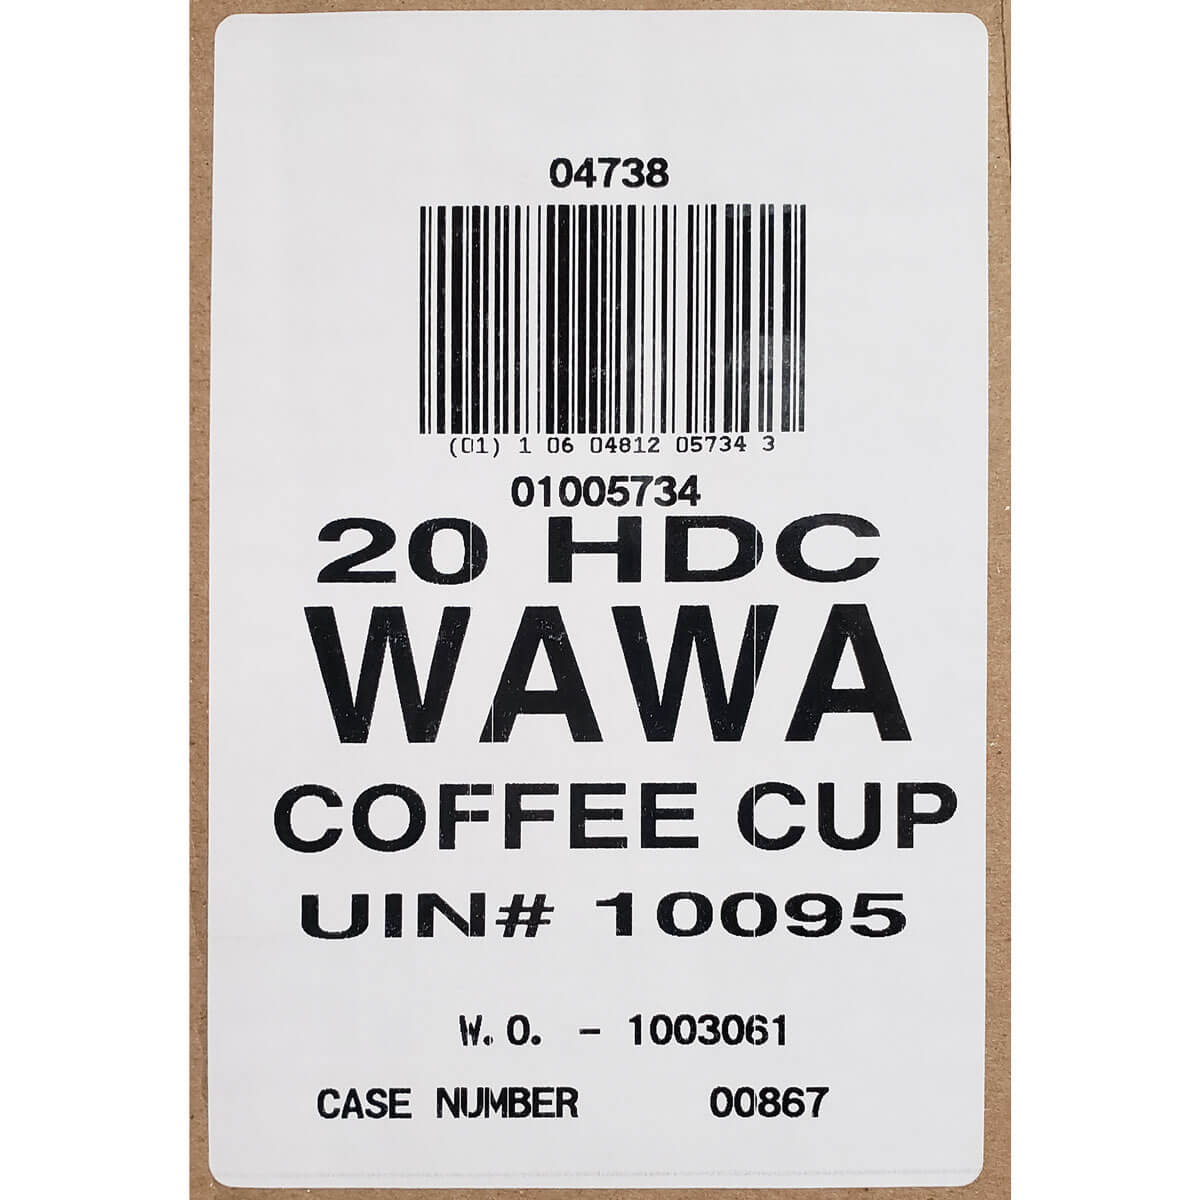 04738
(01) 1 06 04812 05734 3
01005734
20 HDC
WAWA
COFFEE CUP
UIN# 10095
W.O. - 1003061
CASE NUMBER 00867